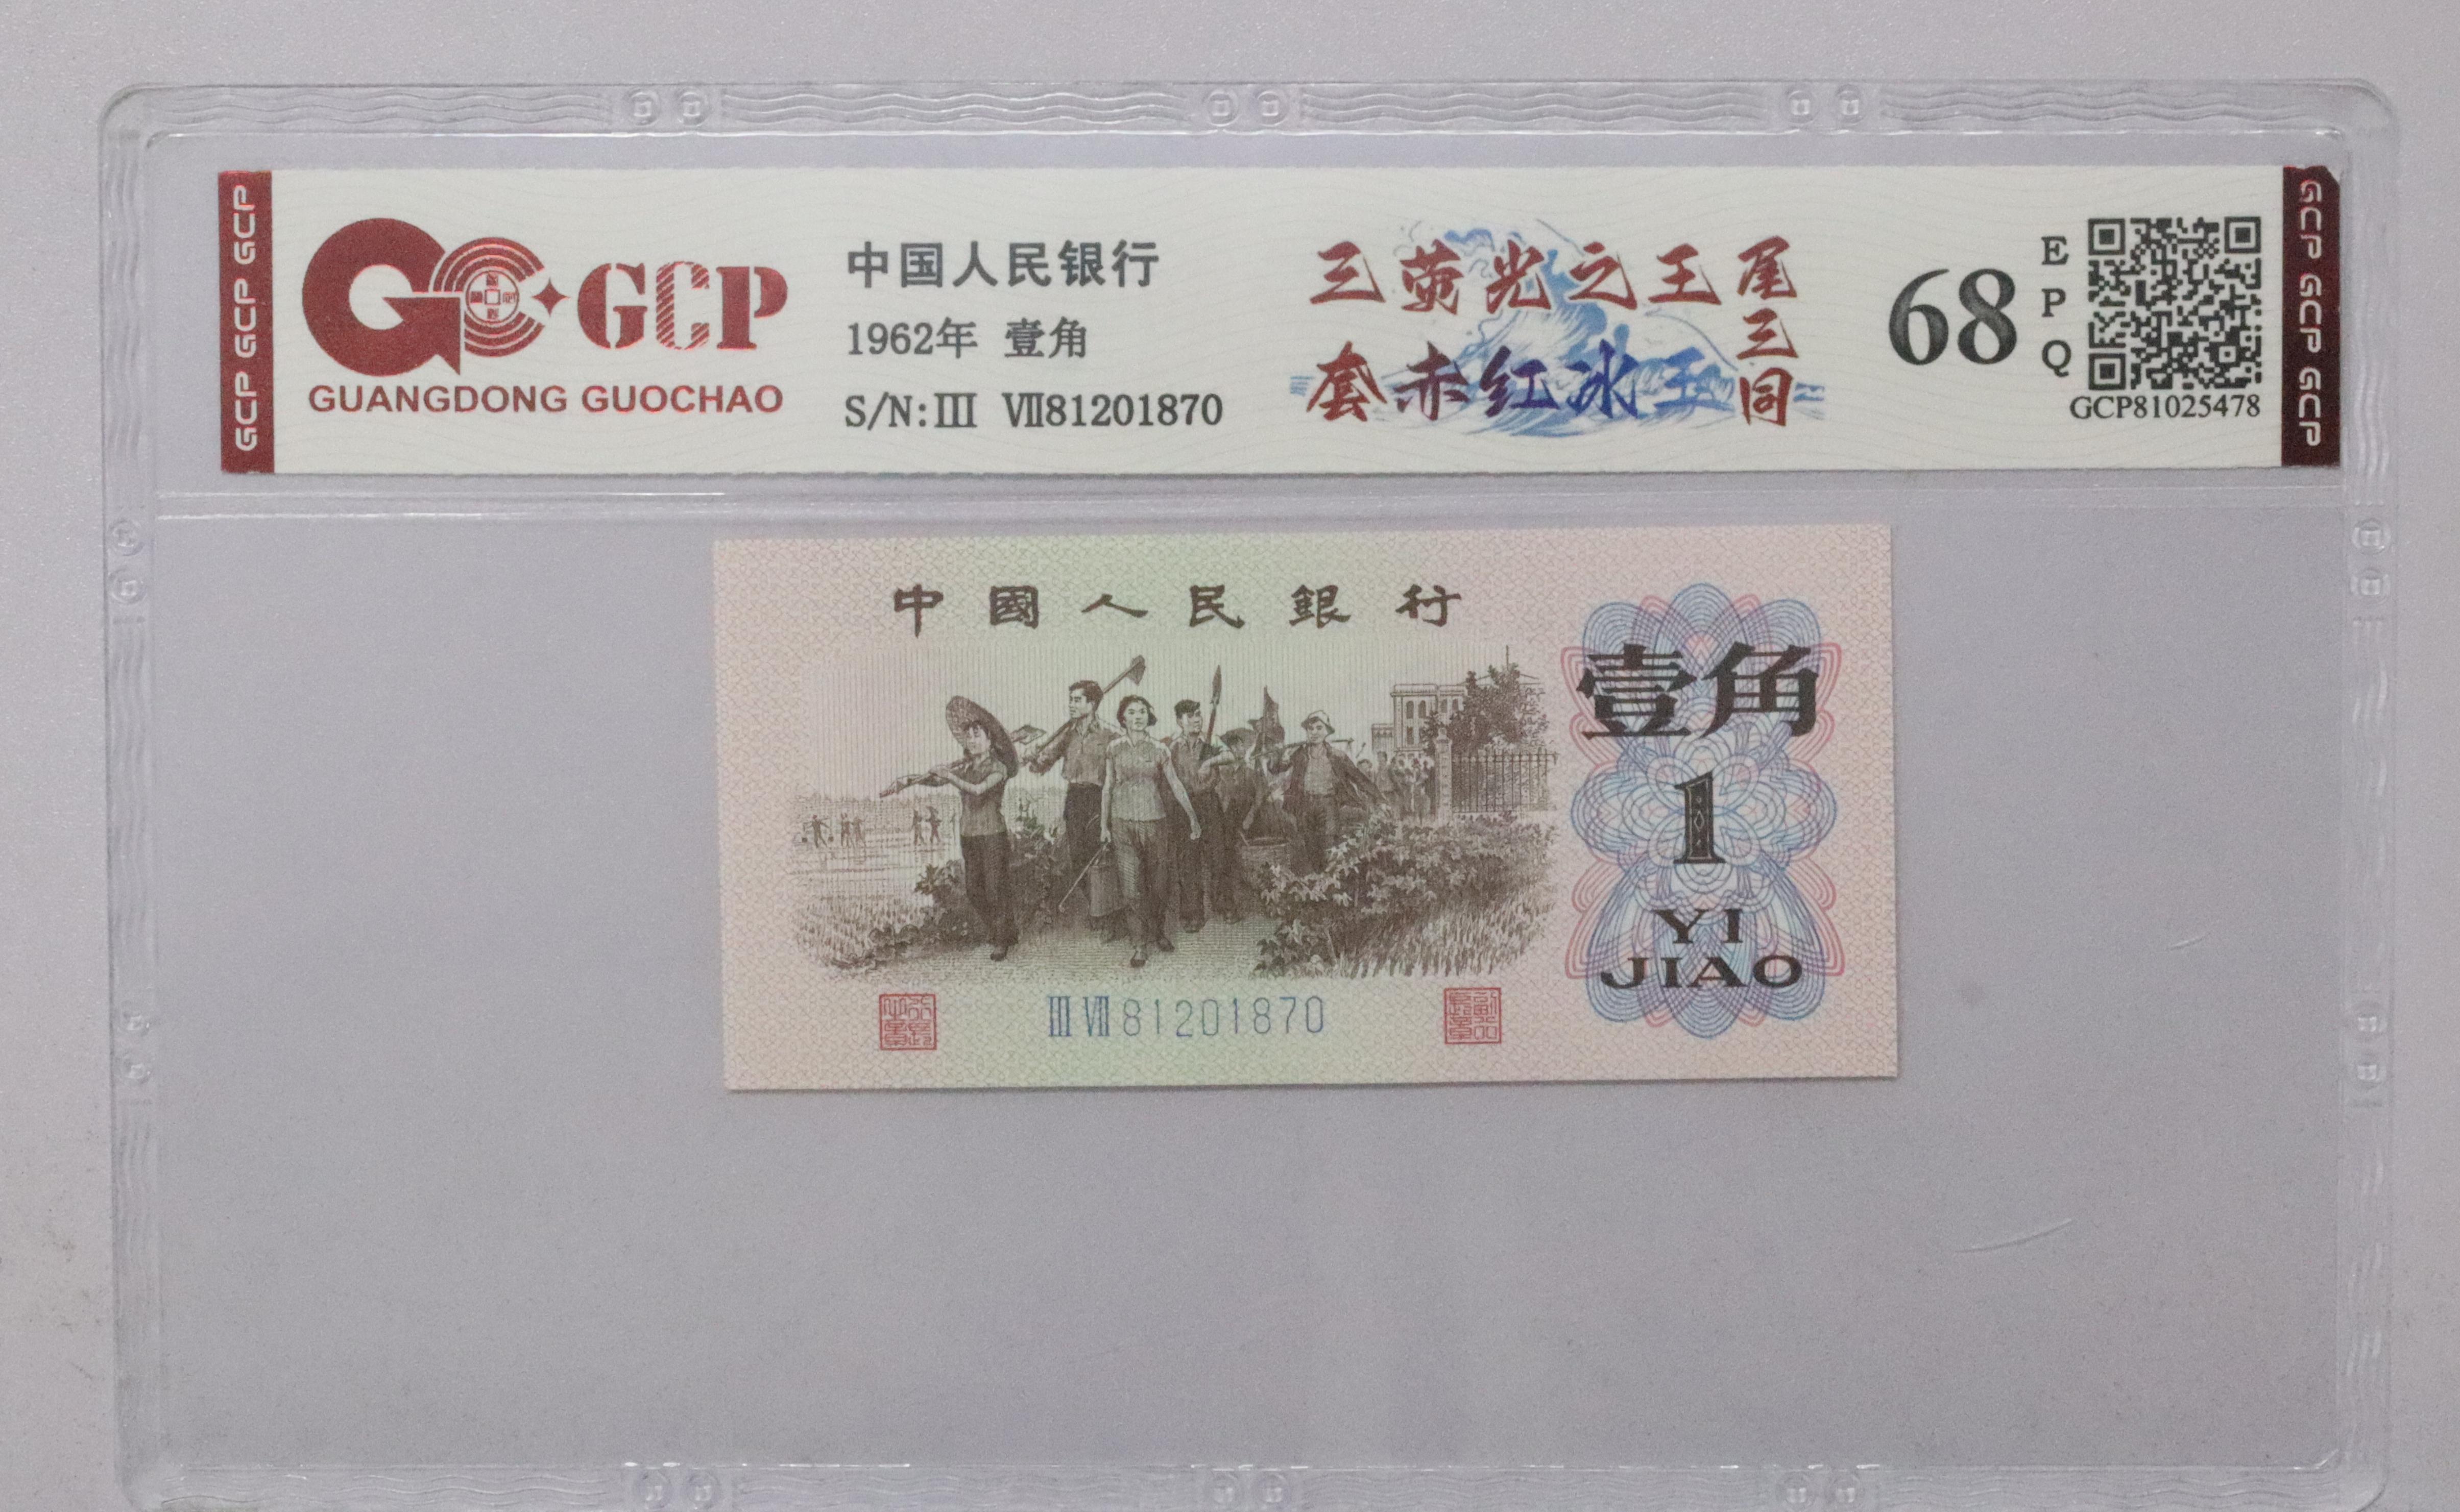 GCP GCP GCP
GCP
GUANGDONG GUOCHAO
中国人民银行
1962年 壹角
S/N:III VII81201870
三荧光之王
套赤红冰王
尾三同
68
EPQ
GCP81025478
GCP GCP GCP
中國人民銀行
壹角
1
YI
JIAO
III VII 81201870